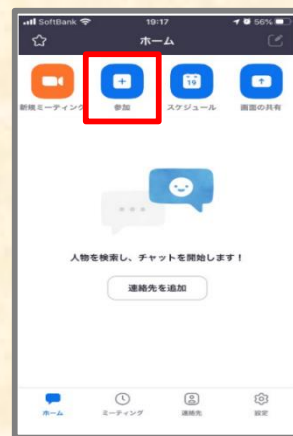 SoftBank 19:17 56%
ホーム
新規ミーティング 参加 スケジュール 画面の共有
19
人物を検索し、チャットを開始します！
連絡先を追加
ホーム ミーティング 連絡先 設定